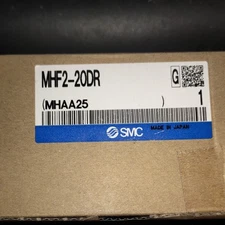 MHF2-20DR
G
(MHAA25 )
1
SMC
MADE IN JAPAN